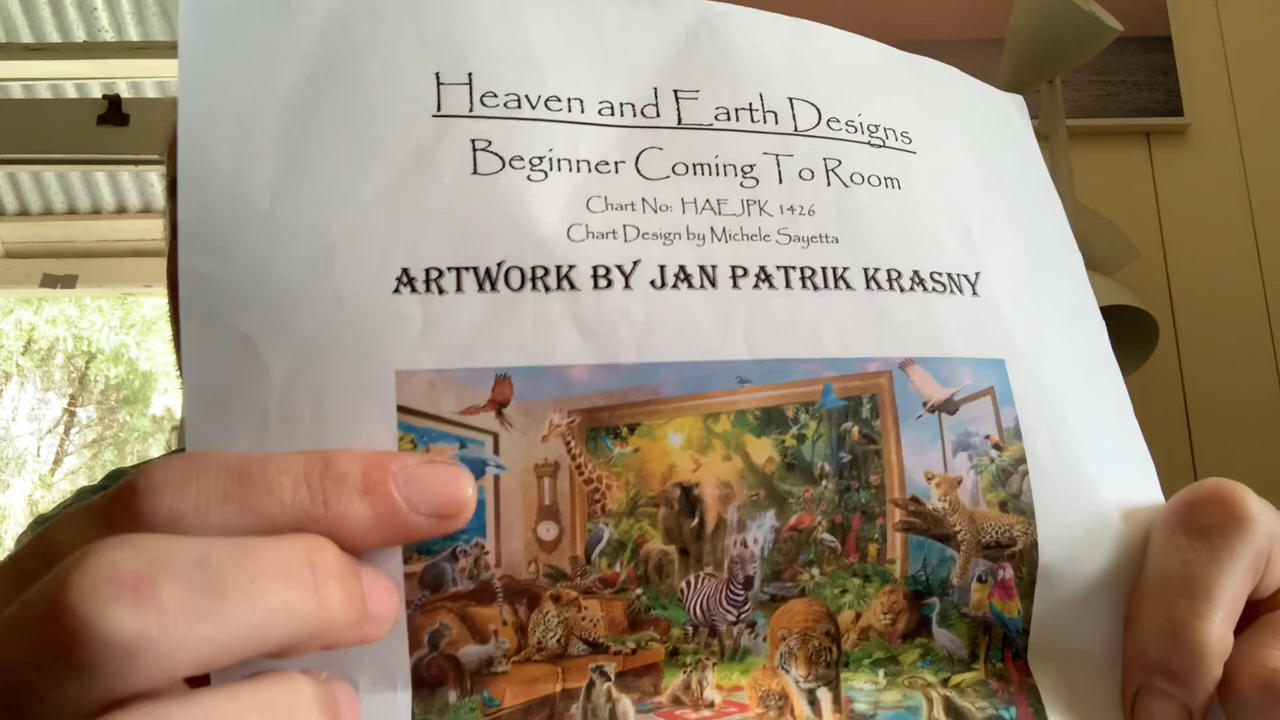 Heaven and Earth Designs
Beginner Coming To Room
Chart No: HAEJPK 1426
Chart Design by Michele Sayetta
ARTWORK BY JAN PATRIK KRASNY